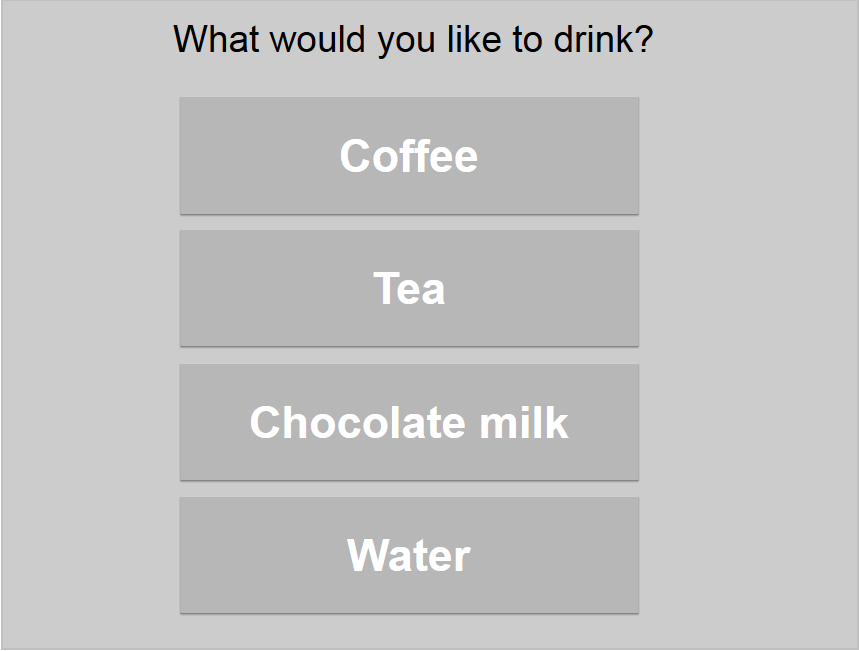 What would you like to drink?
Coffee
Tea
Chocolate milk
Water